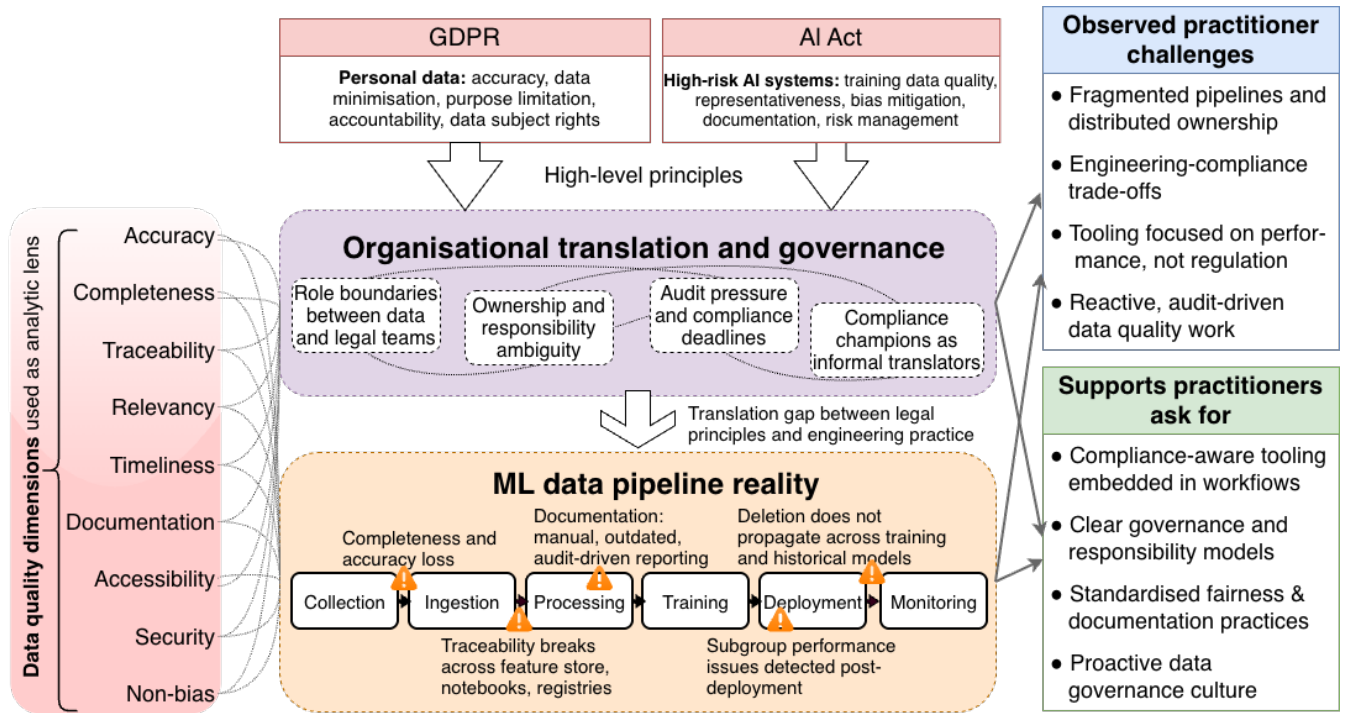 GDPR
Personal data: accuracy, data
minimisation, purpose limitation,
accountability, data subject rights
AI Act
High-risk AI systems: training data quality,
representativeness, bias mitigation,
documentation, risk management
High-level principles
Data quality dimensions used as analytic lens
Accuracy
Completeness
Traceability
Relevancy
Timeliness
Documentation
Accessibility
Security
Non-bias
Organisational translation and governance
Role boundaries
between data
and legal teams
Ownership and
responsibility
ambiguity
Audit pressure
and compliance
deadlines
Compliance
champions as
informal translators
Translation gap between legal
principles and engineering practice
ML data pipeline reality
Completeness and
accuracy loss
Documentation:
manual, outdated,
audit-driven reporting
Deletion does not
propagate across training
and historical models
Collection
Ingestion
Processing
Training
Deployment
Monitoring
Traceability breaks
across feature store,
notebooks, registries
Subgroup performance
issues detected post-
deployment
Observed practitioner
challenges
● Fragmented pipelines and
distributed ownership
● Engineering-compliance
trade-offs
● Tooling focused on perfor-
mance, not regulation
● Reactive, audit-driven
data quality work
Supports practitioners
ask for
● Compliance-aware tooling
embedded in workflows
● Clear governance and
responsibility models
● Standardised fairness &
documentation practices
● Proactive data
governance culture